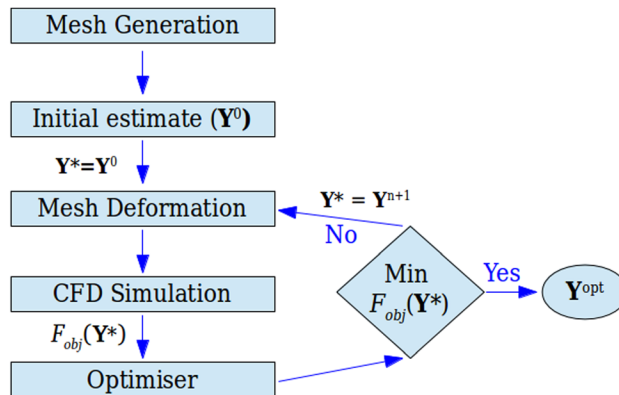 Mesh Generation
Initial estimate (Y⁰)
Y*=Y⁰
Mesh Deformation
Y* = Yⁿ⁺¹
No
CFD Simulation
F_obj(Y*)
Optimiser
Min
F_obj(Y*)
Yes
Y^opt